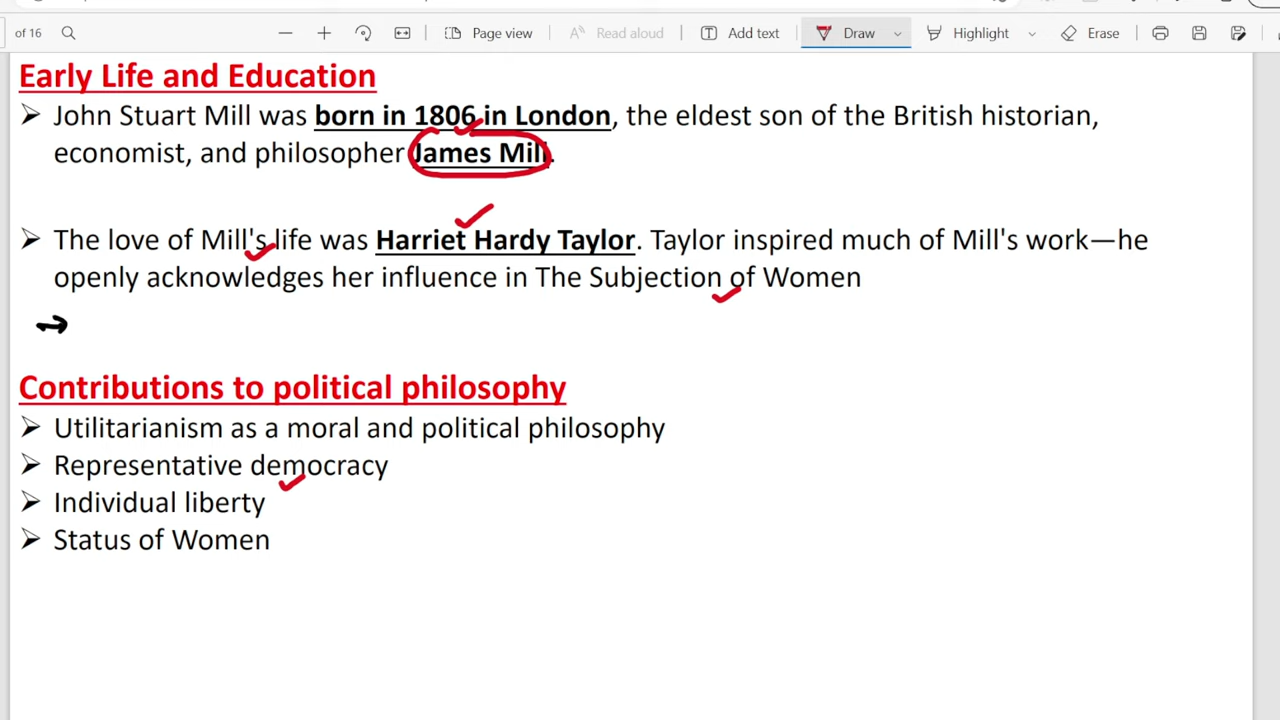 of 16
Page view
Read aloud
Add text
Draw
Highlight
Erase
Early Life and Education
➢ John Stuart Mill was born in 1806 in London, the eldest son of the British historian,
economist, and philosopher James Mill.
➢ The love of Mill's life was Harriet Hardy Taylor. Taylor inspired much of Mill's work—he
openly acknowledges her influence in The Subjection of Women
Contributions to political philosophy
➢ Utilitarianism as a moral and political philosophy
➢ Representative democracy
➢ Individual liberty
➢ Status of Women